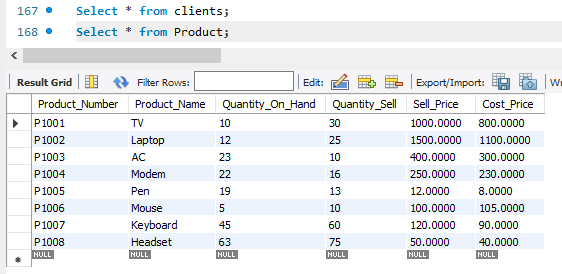 167 Select * from clients;
168 Select * from Product;
Result Grid Filter Rows: Edit: Export/Import:
Product_Number Product_Name Quantity_On_Hand Quantity_Sell Sell_Price Cost_Price
P1001 TV 10 30 1000.0000 800.0000
P1002 Laptop 12 25 1500.0000 1100.0000
P1003 AC 23 10 400.0000 300.0000
P1004 Modem 22 16 250.0000 230.0000
P1005 Pen 19 13 12.0000 8.0000
P1006 Mouse 5 10 100.0000 105.0000
P1007 Keyboard 45 60 120.0000 90.0000
P1008 Headset 63 75 50.0000 40.0000
NULL NULL NULL NULL NULL NULL